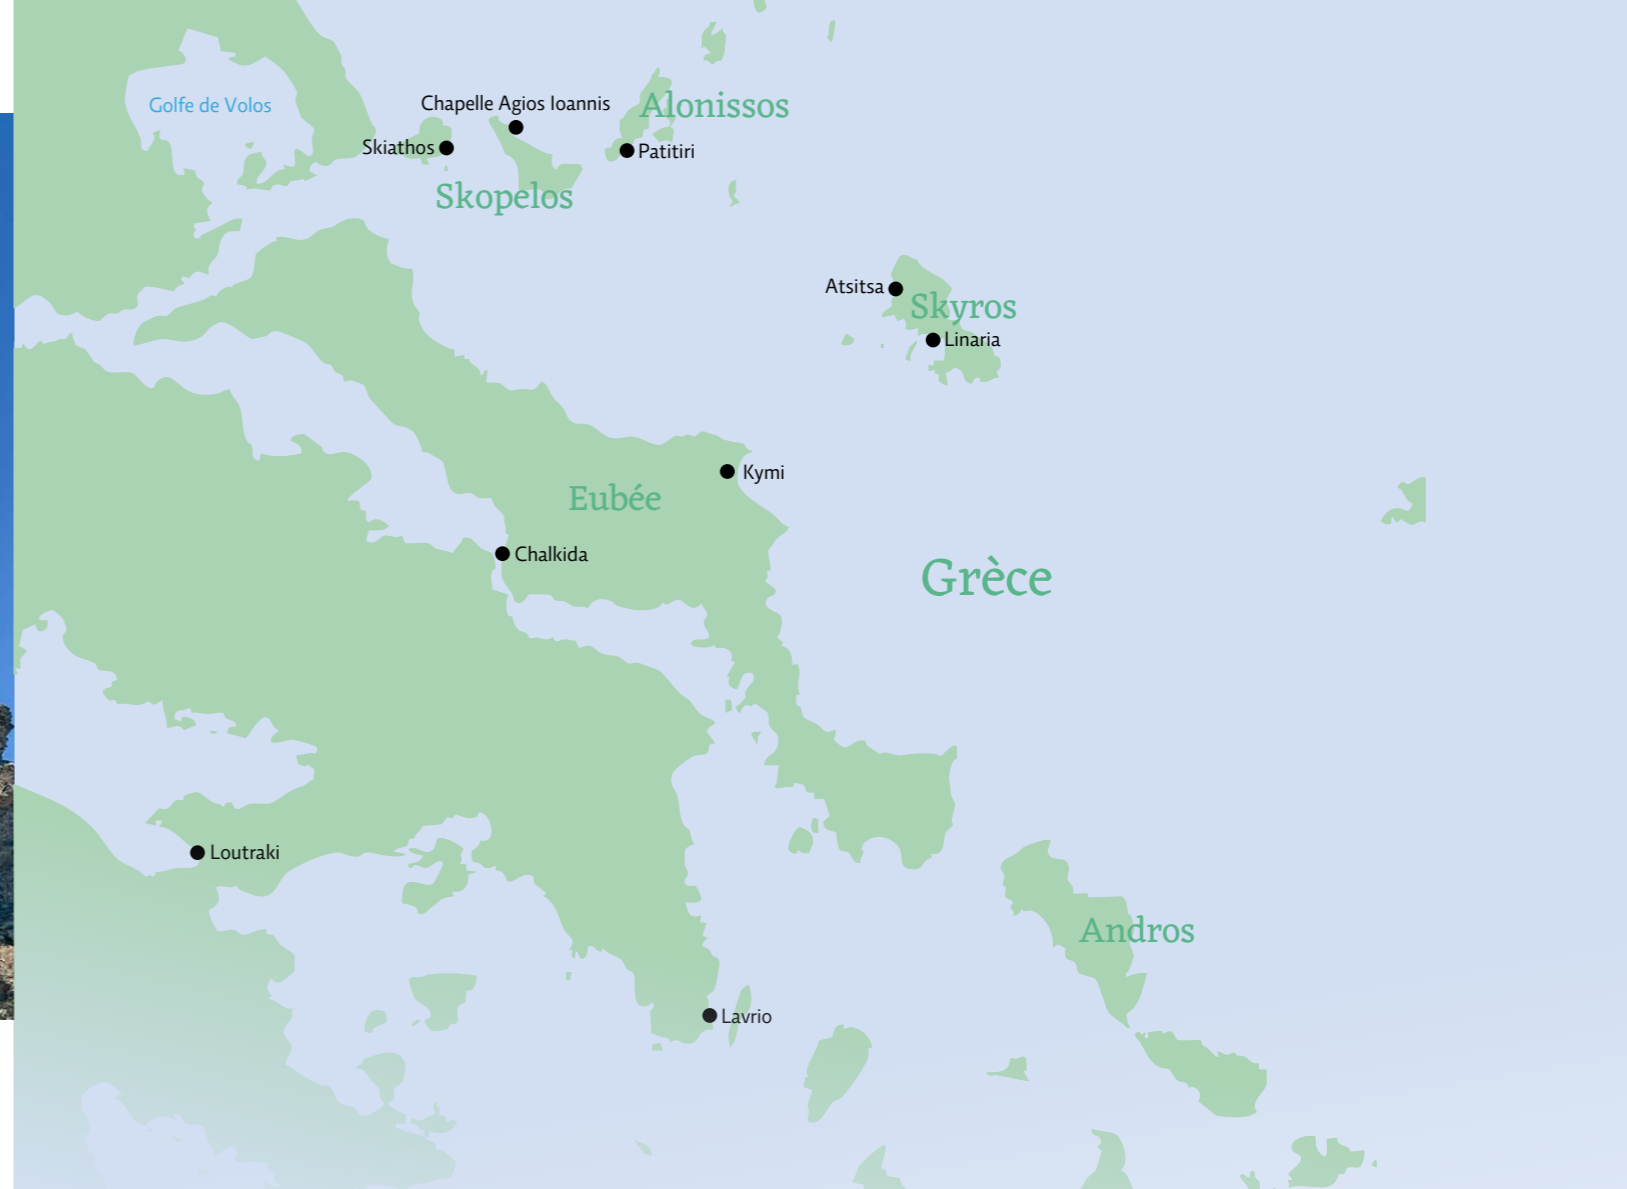 Golfe de Volos
Chapelle Agios Ioannis
Alonissos
Skiathos
Patitiri
Skopelos
Atsitsa
Skyros
Linaria
Kymi
Eubée
Chalkida
Grèce
Loutraki
Andros
Lavrio